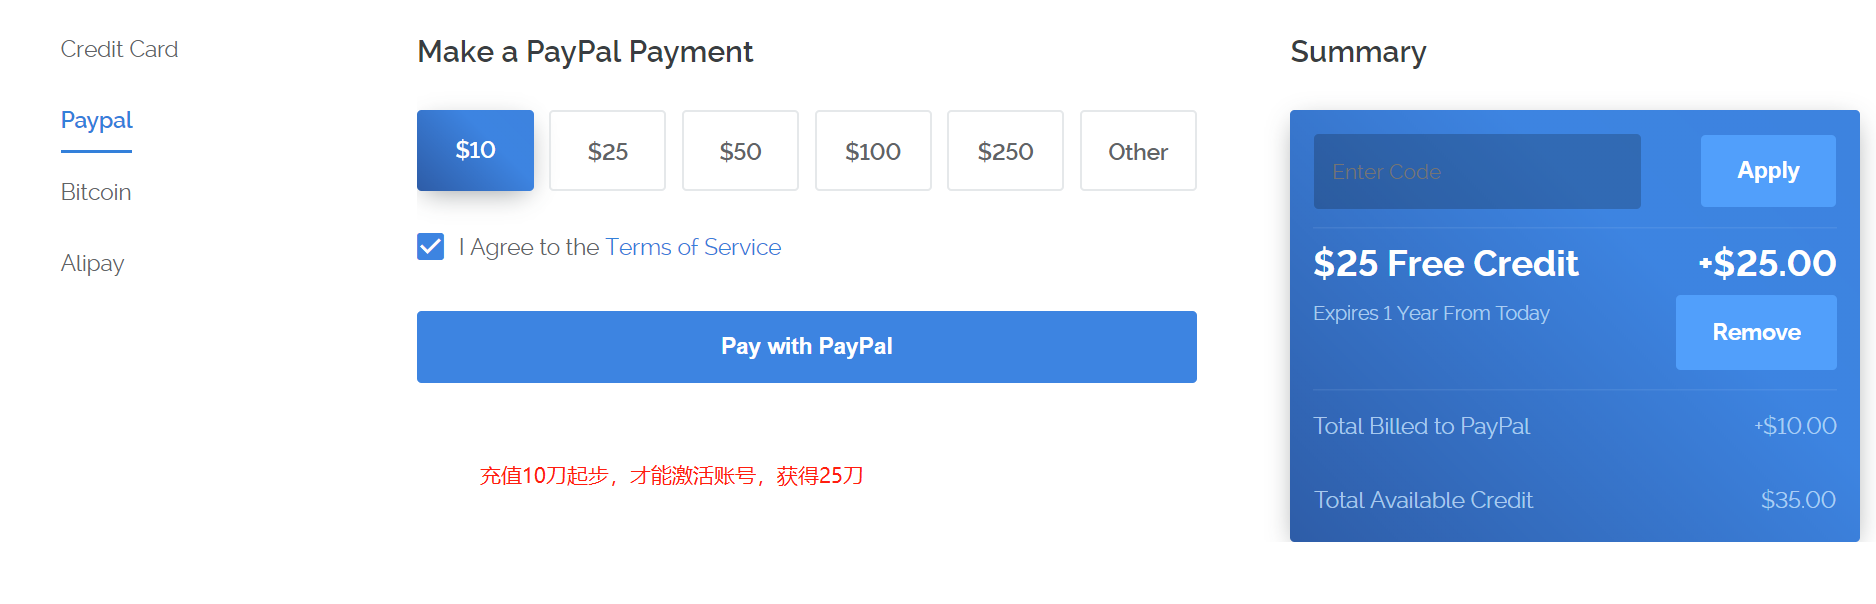 Credit Card
Paypal
Bitcoin
Alipay
Make a PayPal Payment
$10
$25
$50
$100
$250
Other
I Agree to the Terms of Service
Pay with PayPal
充值10刀起步，才能激活账号，获得25刀
Summary
Enter Code
Apply
$25 Free Credit
+$25.00
Expires 1 Year From Today
Remove
Total Billed to PayPal
+$10.00
Total Available Credit
$35.00